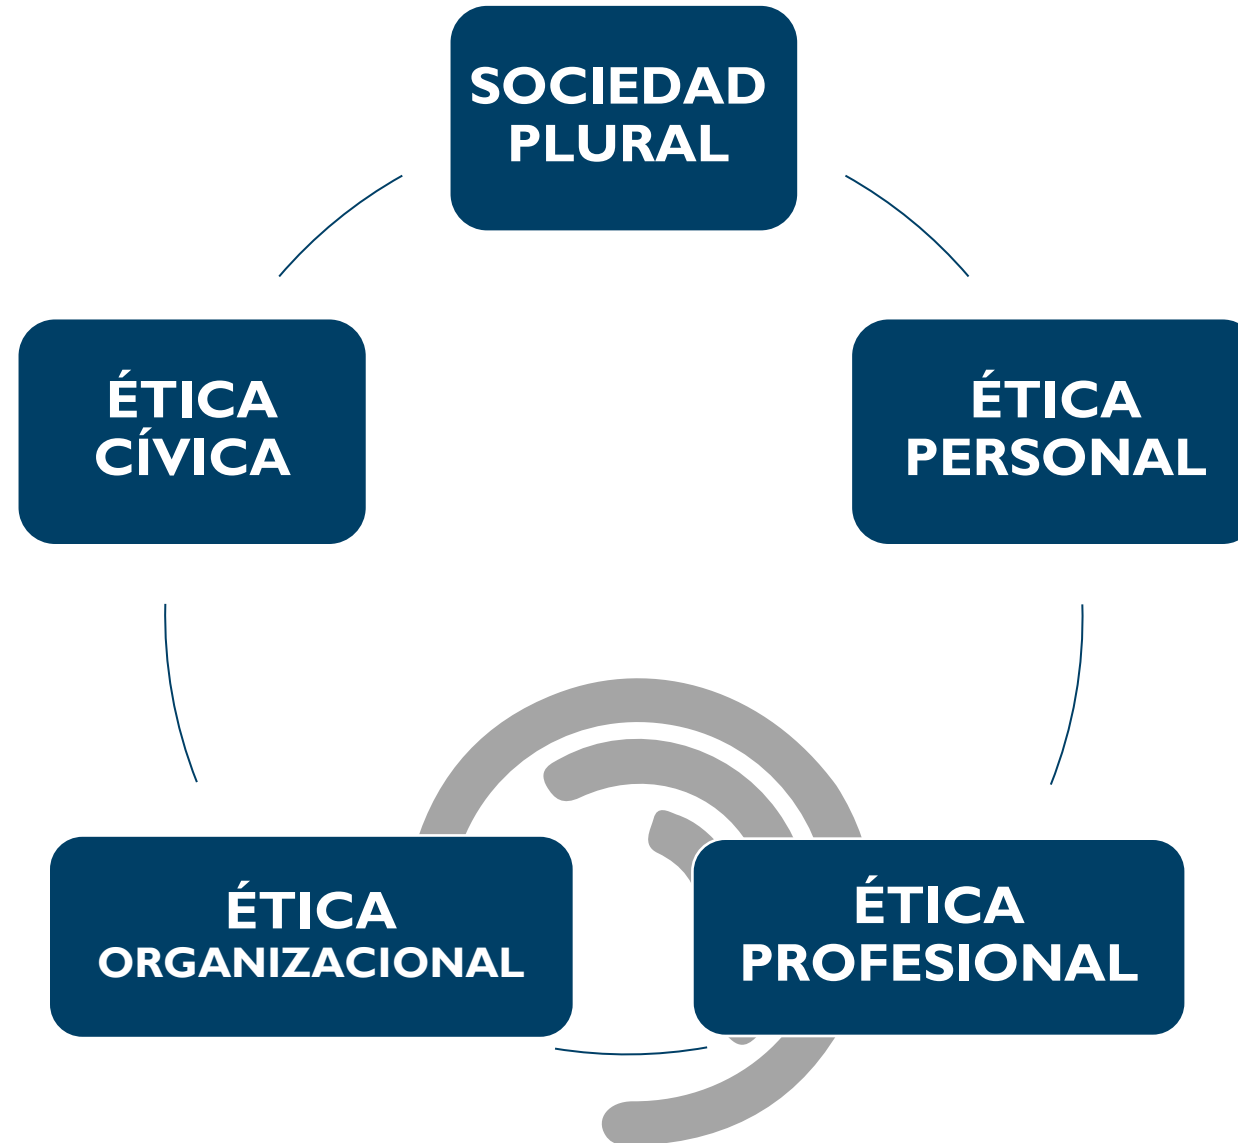 SOCIEDAD
PLURAL
ÉTICA
CÍVICA
ÉTICA
PERSONAL
ÉTICA
ORGANIZACIONAL
ÉTICA
PROFESIONAL